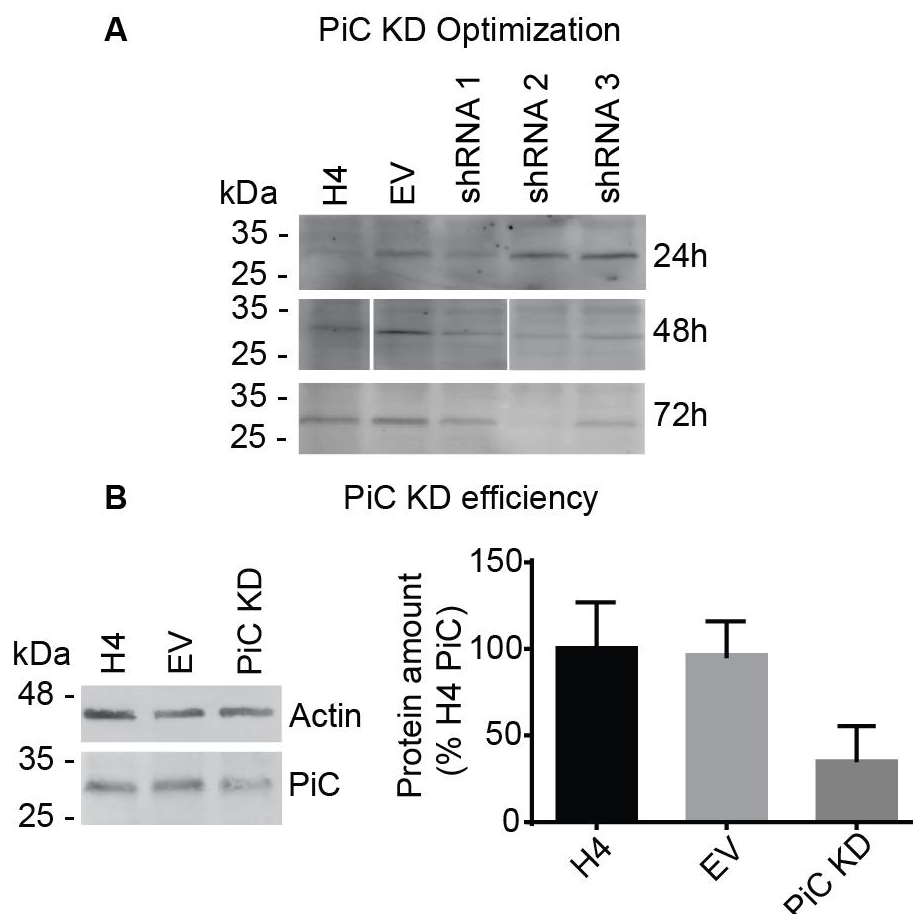 A PiC KD Optimization
kDa H4 EV shRNA 1 shRNA 2 shRNA 3
35 -
25 -
24h
35 -
25 -
48h
35 -
25 -
72h
B PiC KD efficiency
kDa H4 EV PiC KD
48 -
Actin
35 -
25 -
PiC
Protein amount
(% H4 PiC)
150
100
50
0
H4 EV PiC KD